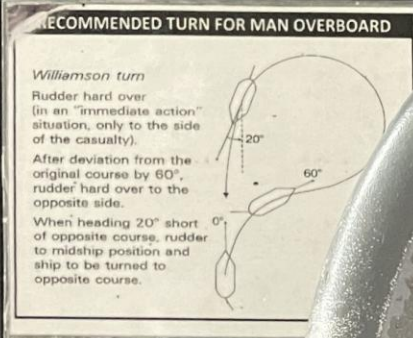 RECOMMENDED TURN FOR MAN OVERBOARD
Williamson turn
Rudder hard over
(in an "immediate action"
situation, only to the side
of the casualty).
After deviation from the
original course by 60°,
rudder hard over to the
opposite side.
When heading 20° short
of opposite course, rudder
to midship position and
ship to be turned to
opposite course.
20°
60°
0°